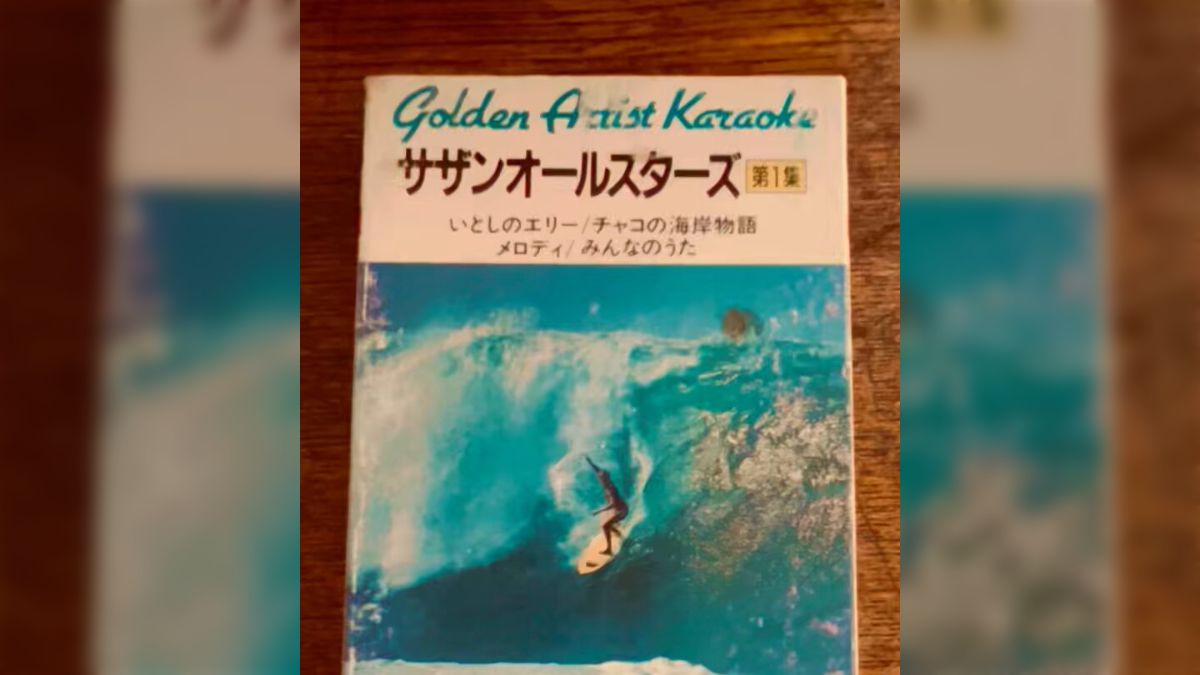 Golden Artist Karaoke
サザンオールスターズ 第1集
いとしのエリー/チャコの海岸物語
メロディ/みんなのうた